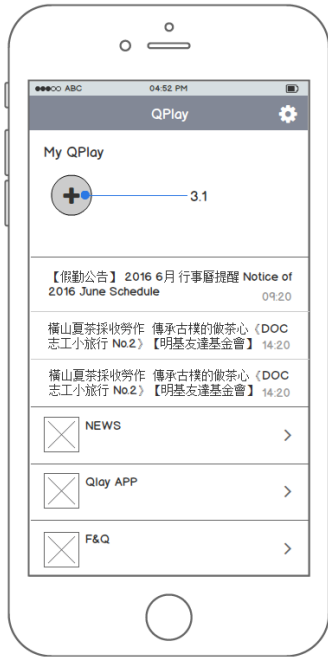 ABC 04:52 PM
QPlay
My QPlay
3.1
【假勤公告】 2016 6月 行事曆提醒 Notice of
2016 June Schedule 09:20
橫山夏茶採收勞作 傳承古樸的做茶心《DOC
志工小旅行 No.2》【明基友達基金會】 14:20
橫山夏茶採收勞作 傳承古樸的做茶心《DOC
志工小旅行 No.2》【明基友達基金會】 14:20
NEWS
Qlay APP
F&Q